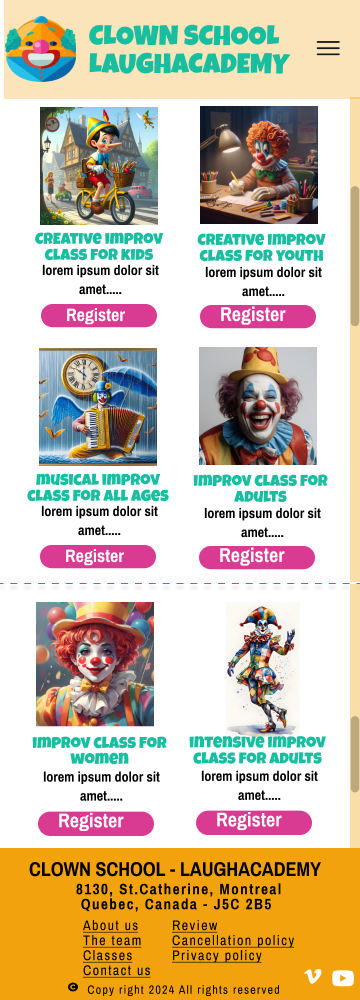 CLOWN SCHOOL
LAUGHACADEMY
CREATIVE IMPROV
CLASS FOR KIDS
lorem ipsum dolor sit
amet.....
Register
CREATIVE IMPROV
CLASS FOR YOUTH
lorem ipsum dolor sit
amet.....
Register
MUSICAL IMPROV
CLASS FOR ALL AGES
lorem ipsum dolor sit
amet.....
Register
IMPROV CLASS FOR
ADULTS
lorem ipsum dolor sit
amet.....
Register
IMPROV CLASS FOR
WOMEN
lorem ipsum dolor sit
amet.....
Register
INTENSIVE IMPROV
CLASS FOR ADULTS
lorem ipsum dolor sit
amet.....
Register
CLOWN SCHOOL - LAUGHACADEMY
8130, St.Catherine, Montreal
Quebec, Canada - J5C 2B5
About us
The team
Classes
Contact us
Review
Cancellation policy
Privacy policy
© Copy right 2024 All rights reserved